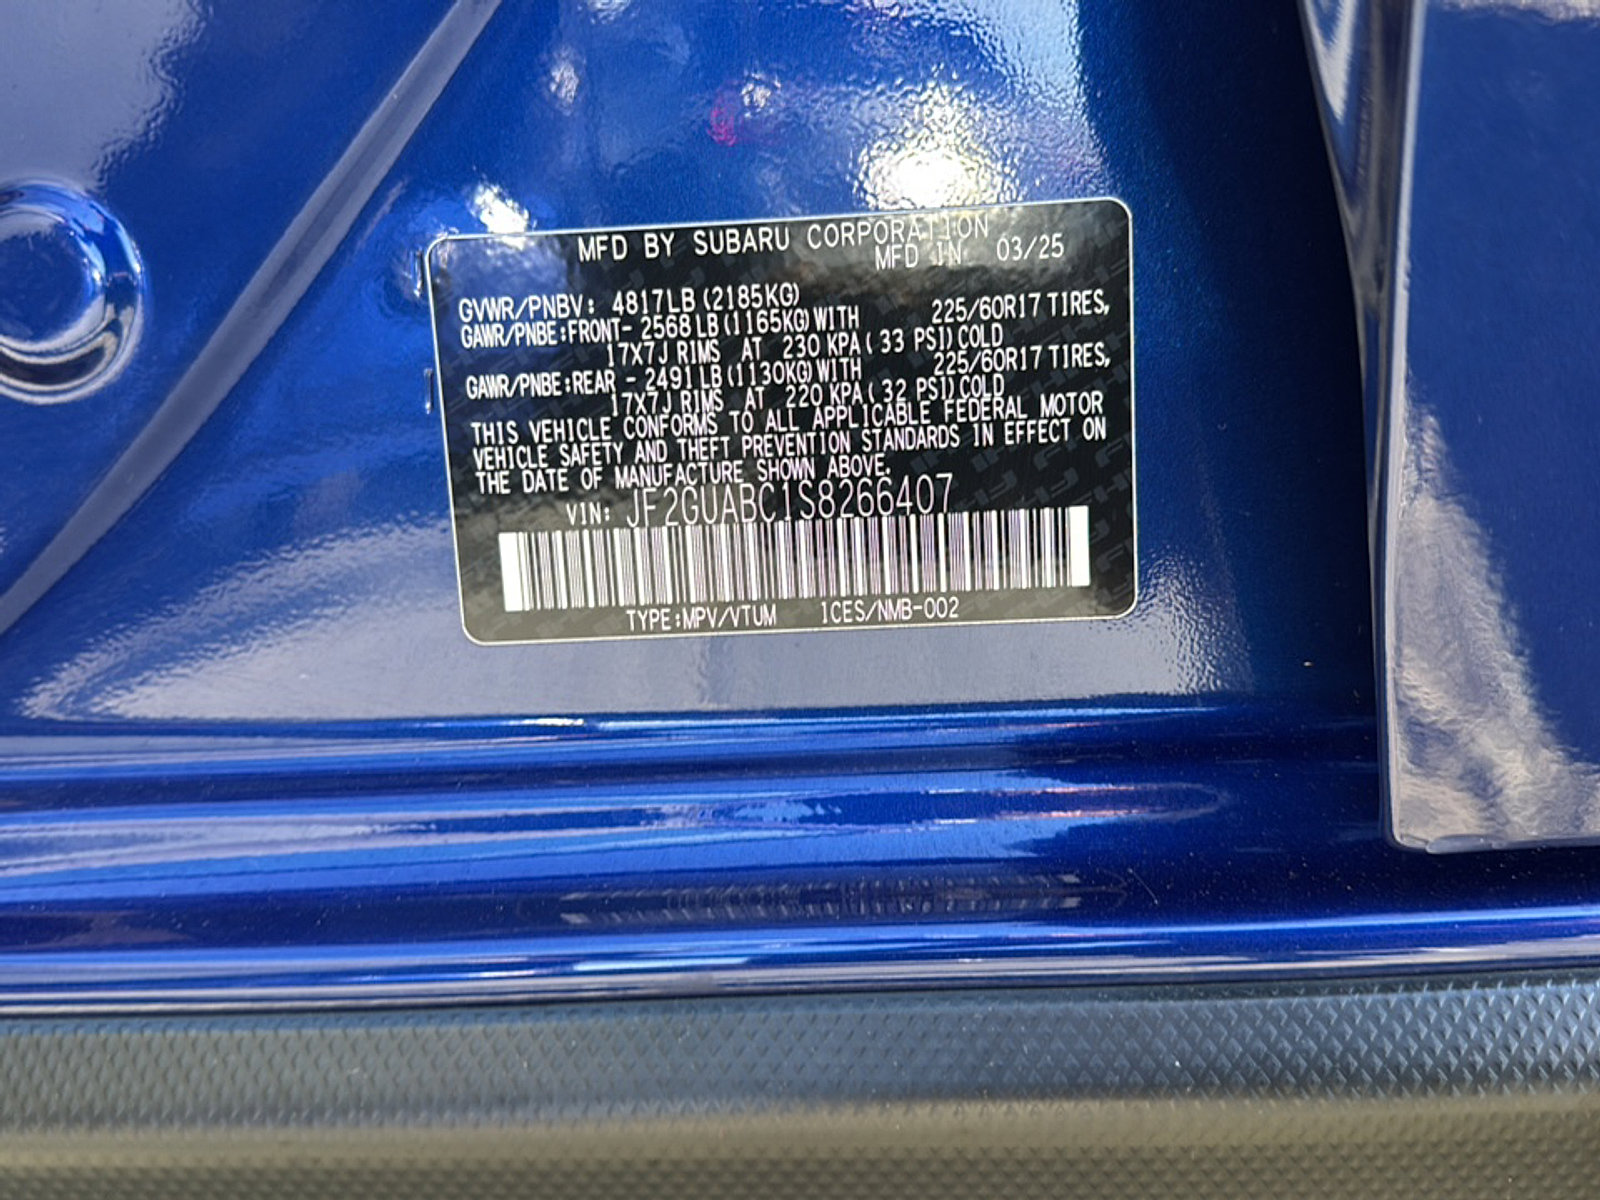 MFD BY SUBARU CORPORATION
MFD IN 03/25
GVWR/PNBV: 4817LB (2185KG)
GAWR/PNBE:FRONT- 2568 LB (1165KG) WITH 225/60R17 TIRES,
17X7J RIMS AT 230 KPA ( 33 PSI) COLD
GAWR/PNBE:REAR - 2491 LB (1130KG) WITH 225/60R17 TIRES,
17X7J RIMS AT 220 KPA ( 32 PSI) COLD
THIS VEHICLE CONFORMS TO ALL APPLICABLE FEDERAL MOTOR
VEHICLE SAFETY AND THEFT PREVENTION STANDARDS IN EFFECT ON
THE DATE OF MANUFACTURE SHOWN ABOVE.
VIN: JF2GUABC1S8266407
TYPE:MPV/VTUM ICES/NMB-002